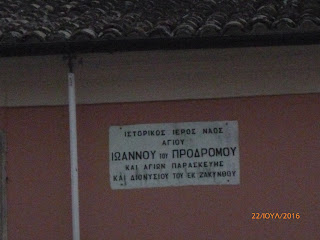 ΙΣΤΟΡΙΚΟΣ ΙΕΡΟΣ ΝΑΟΣ
ΑΓΙΟΥ
ΙΩΑΝΝΟΥ ΤΟΥ ΠΡΟΔΡΟΜΟΥ
ΚΑΙ ΑΓΙΩΝ ΠΑΡΑΣΚΕΥΗΣ
ΚΑΙ ΔΙΟΝΥΣΙΟΥ ΤΟΥ ΕΚ ΖΑΚΥΝΘΟΥ
22/ΙΟΥΛ/2016